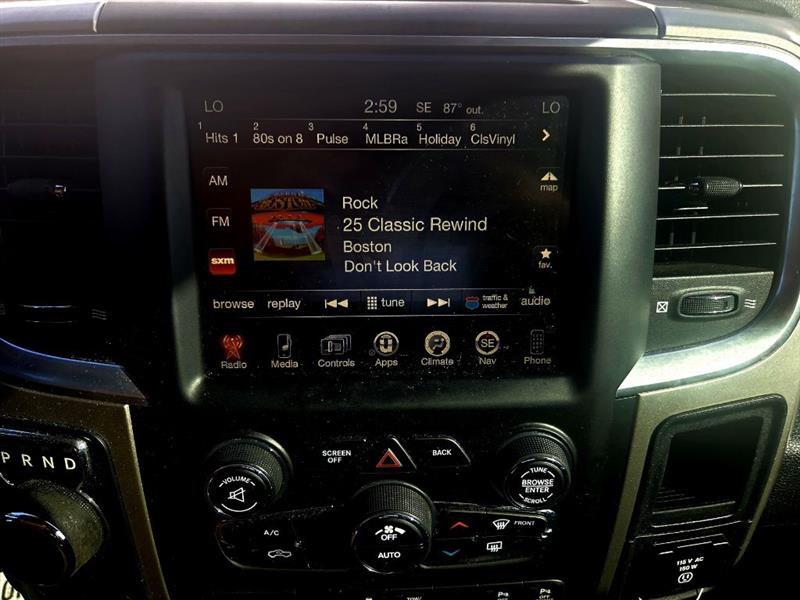 LO 2:59 SE 87° out. LO
1 Hits 1 2 80s on 8 3 Pulse 4 MLBRa 5 Holiday 6 ClsVinyl
AM
FM
sxm
Rock
25 Classic Rewind
Boston
Don't Look Back
map
fav.
browse replay tune traffic & weather audio
Radio Media Controls Apps Climate SE Nav Phone
P R N D
VOLUME
SCREEN OFF
BACK
TUNE
BROWSE
ENTER
SCROLL
A/C
OFF
AUTO
FRONT
115 V AC
150 W
OFF
OFF